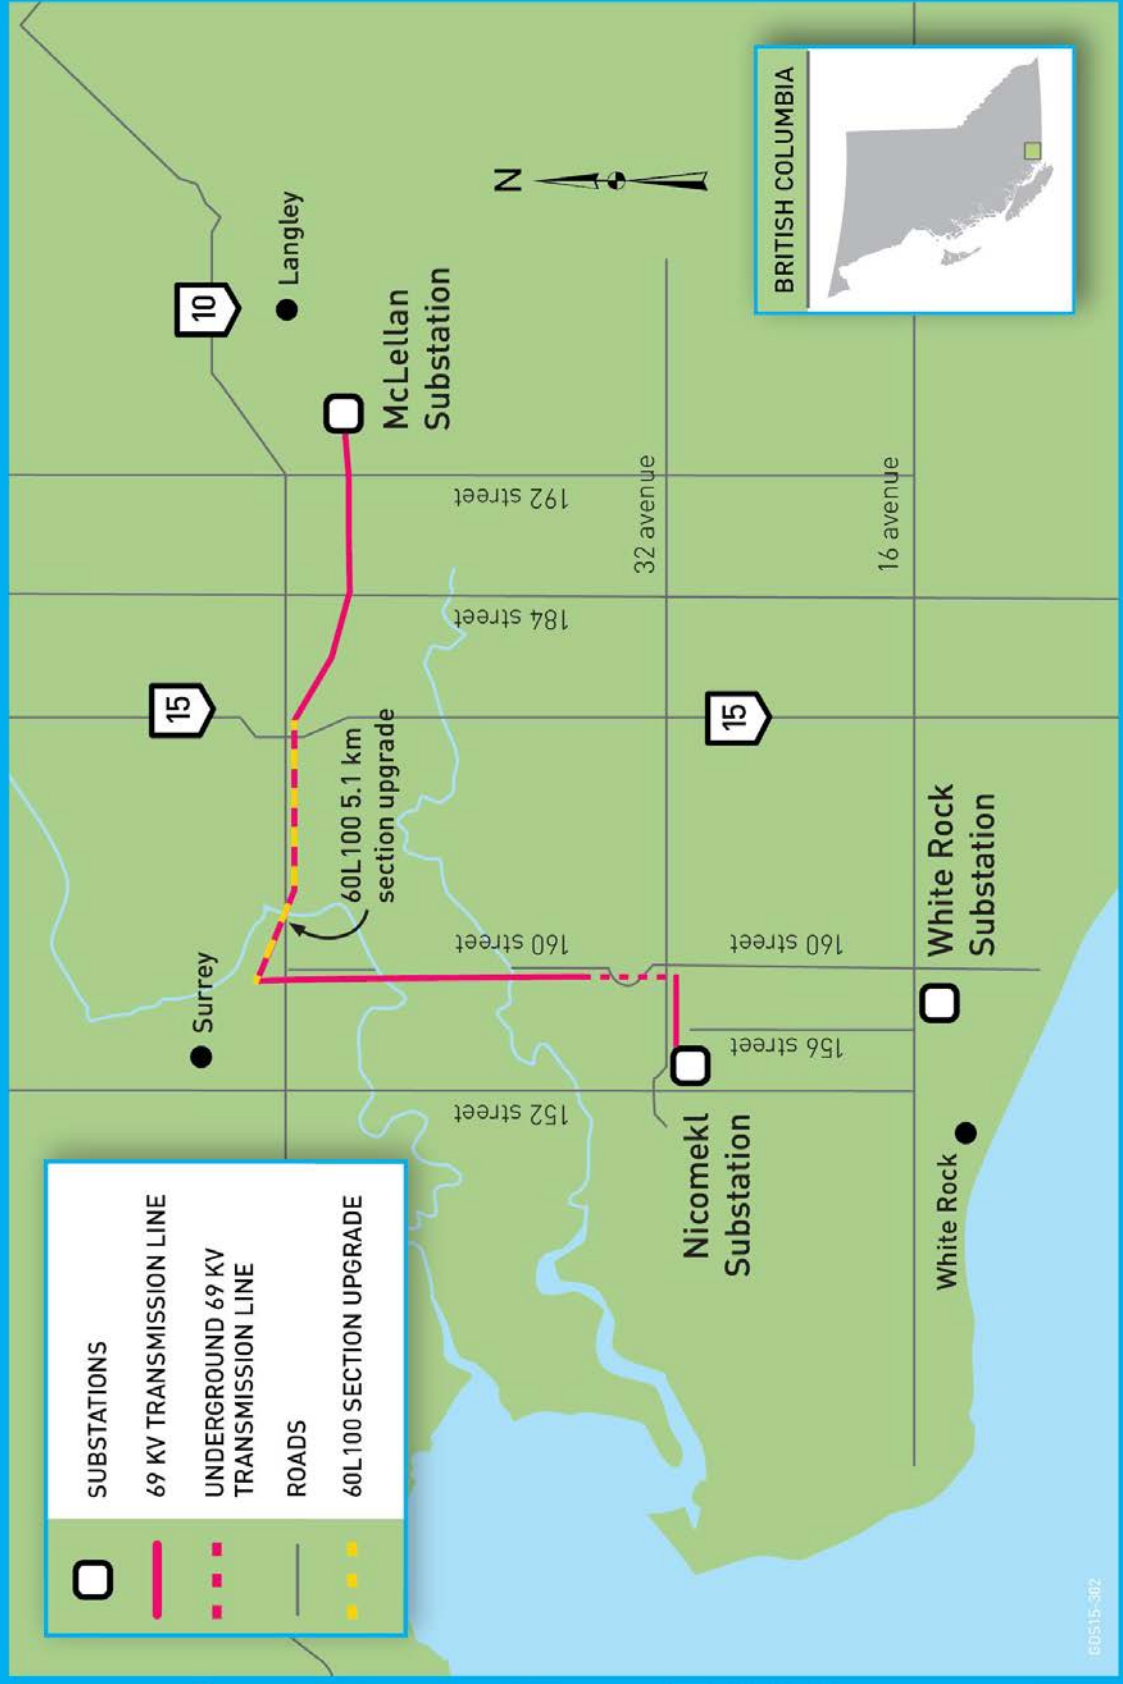 SUBSTATIONS
69 KV TRANSMISSION LINE
UNDERGROUND 69 KV
TRANSMISSION LINE
ROADS
60L100 SECTION UPGRADE
Surrey
15
10
Langley
N
McLellan
Substation
60L100 5.1 km
section upgrade
152 street
160 street
184 street
192 street
32 avenue
Nicomekl
Substation
156 street
160 street
15
16 avenue
White Rock
Substation
White Rock
BRITISH COLUMBIA
GDS15-302